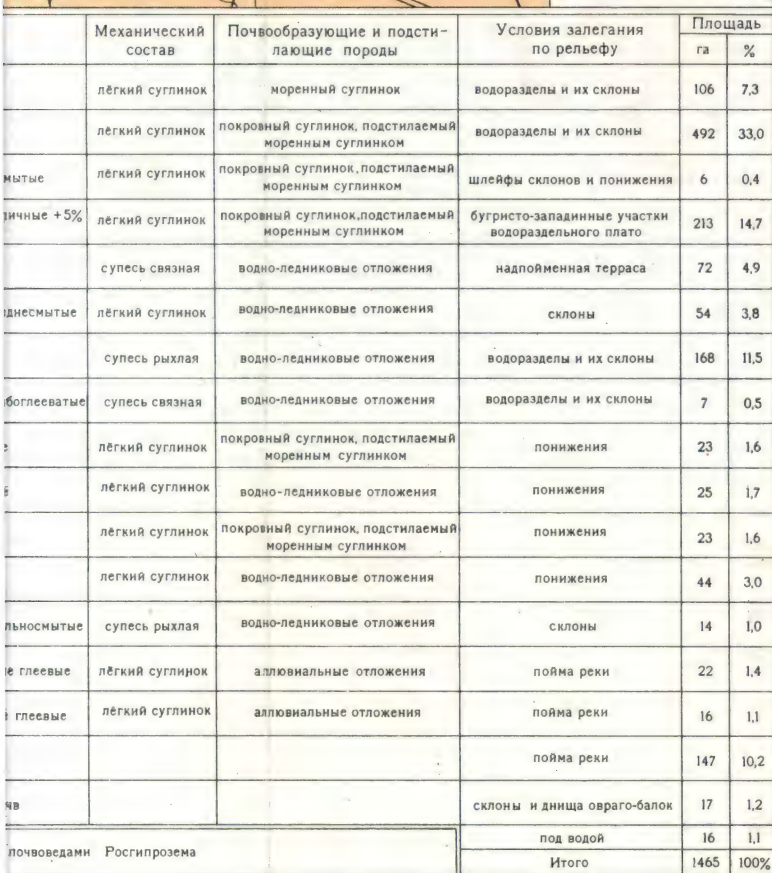 Механический состав | Почвообразующие и подстилающие породы | Условия залегания по рельефу | Площадь
га | %
лёгкий суглинок | моренный суглинок | водоразделы и их склоны | 106 | 7,3
лёгкий суглинок | покровный суглинок, подстилаемый моренным суглинком | водоразделы и их склоны | 492 | 33,0
мытые | лёгкий суглинок | покровный суглинок, подстилаемый моренным суглинком | шлейфы склонов и понижения | 6 | 0,4
ичные +5% | лёгкий суглинок | покровный суглинок, подстилаемый моренным суглинком | бугристо-западинные участки водораздельного плато | 213 | 14,7
супесь связная | водно-ледниковые отложения | надпойменная терраса | 72 | 4,9
днесмытые | лёгкий суглинок | водно-ледниковые отложения | склоны | 54 | 3,8
супесь рыхлая | водно-ледниковые отложения | водоразделы и их склоны | 168 | 11,5
боглееватые | супесь связная | водно-ледниковые отложения | водоразделы и их склоны | 7 | 0,5
лёгкий суглинок | покровный суглинок, подстилаемый моренным суглинком | понижения | 23 | 1,6
лёгкий суглинок | водно-ледниковые отложения | понижения | 25 | 1,7
лёгкий суглинок | покровный суглинок, подстилаемый моренным суглинком | понижения | 23 | 1,6
легкий суглинок | водно-ледниковые отложения | понижения | 44 | 3,0
льносмытые | супесь рыхлая | водно-ледниковые отложения | склоны | 14 | 1,0
е глеевые | лёгкий суглинок | аллювиальные отложения | пойма реки | 22 | 1,4
глеевые | лёгкий суглинок | аллювиальные отложения | пойма реки | 16 | 1,1
пойма реки | 147 | 10,2
чв | склоны и днища овраго-балок | 17 | 1,2
под водой | 16 | 1,1
почвоведами Росгипрозема
Итого | 1465 | 100%